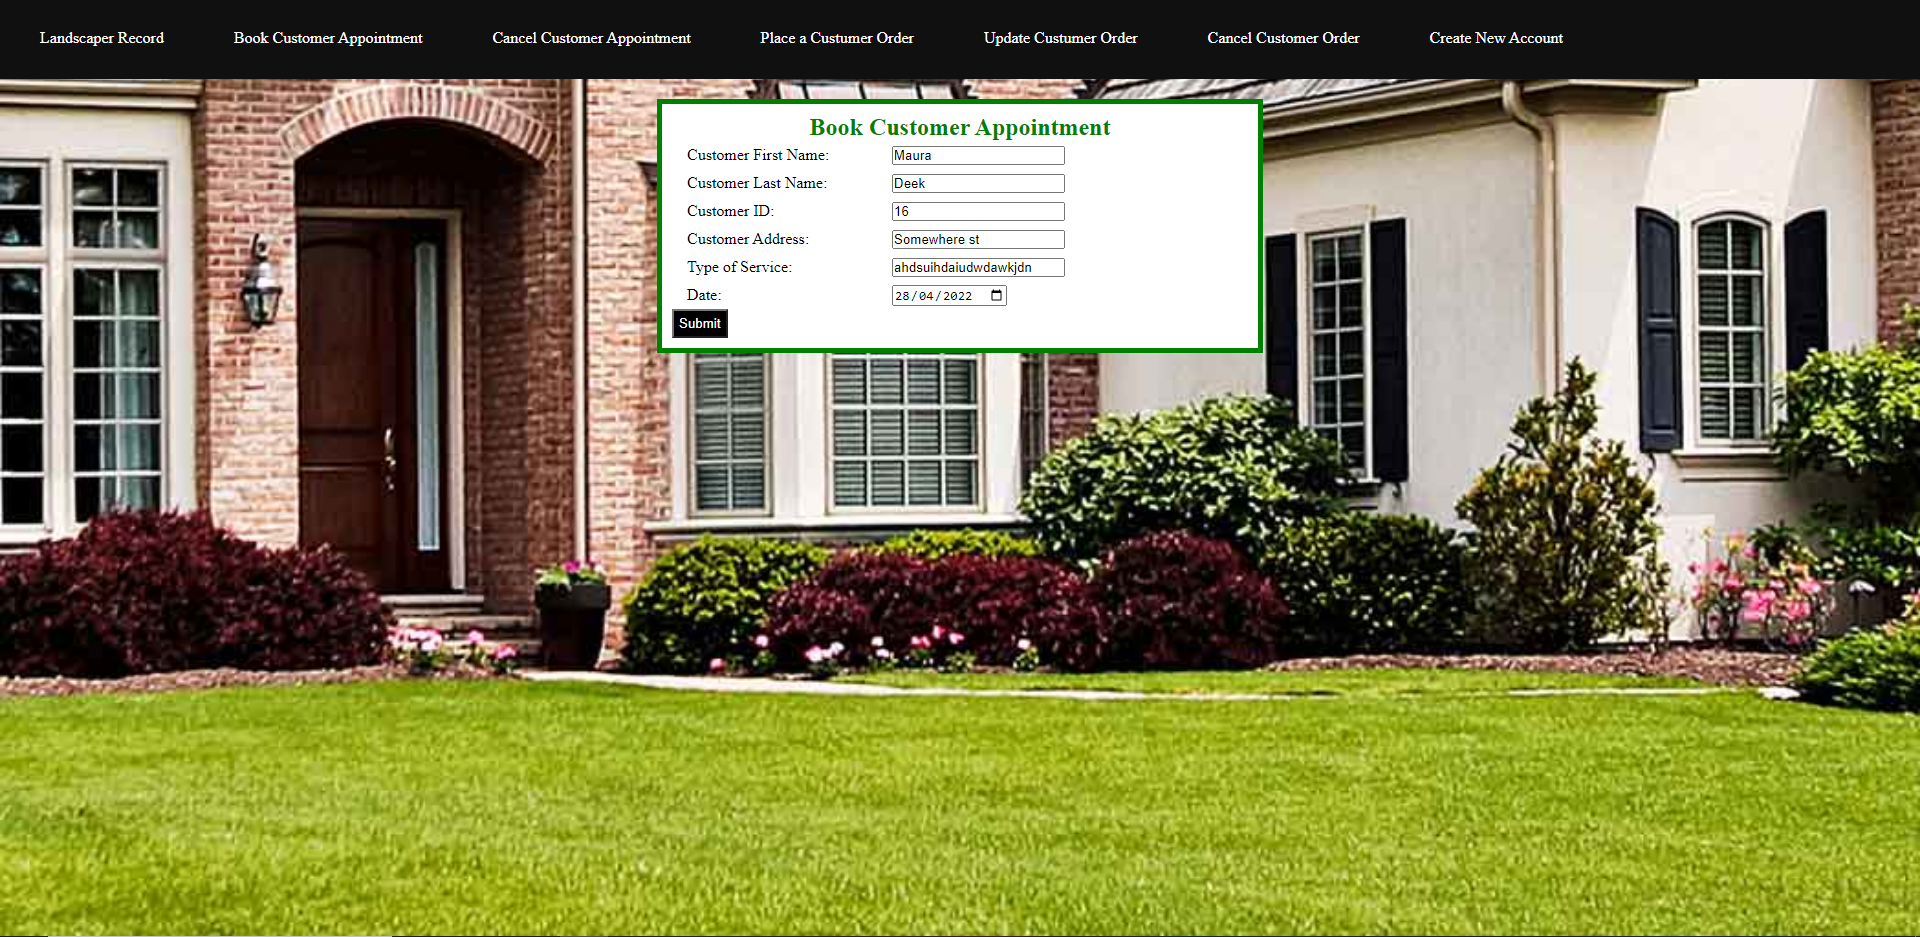 Landscaper Record Book Customer Appointment Cancel Customer Appointment Place a Custumer Order Update Custumer Order Cancel Customer Order Create New Account
Book Customer Appointment
Customer First Name: Maura
Customer Last Name: Deek
Customer ID: 16
Customer Address: Somewhere st
Type of Service: ahdsuihdaiudwdawkjdn
Date: 28/04/2022
Submit